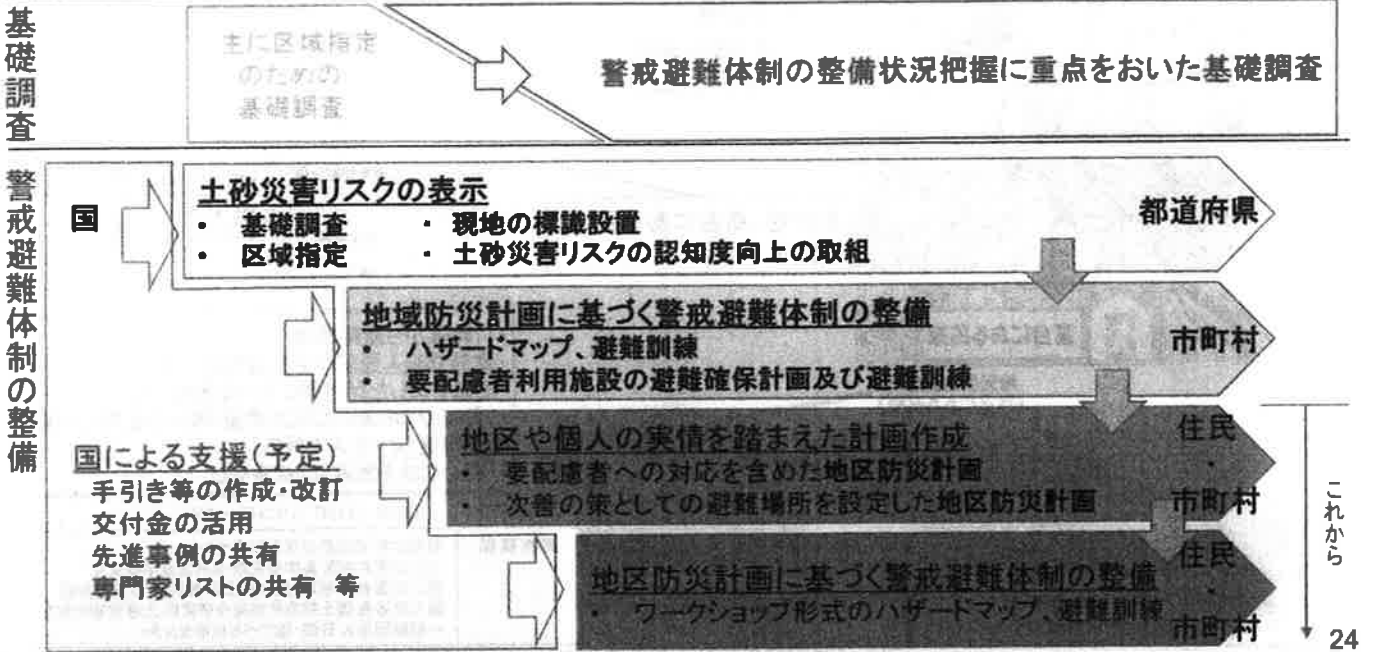 基礎調査
主に区域指定
のための
基礎調査
警戒避難体制の整備状況把握に重点をおいた基礎調査
警戒避難体制の整備
国
土砂災害リスクの表示
・ 基礎調査 ・ 現地の標識設置
・ 区域指定 ・ 土砂災害リスクの認知度向上の取組
都道府県
地域防災計画に基づく警戒避難体制の整備
・ ハザードマップ、避難訓練
・ 要配慮者利用施設の避難確保計画及び避難訓練
市町村
地区や個人の実情を踏まえた計画作成
・ 要配慮者への対応を含めた地区防災計画
・ 次善の策としての避難場所を設定した地区防災計画
住民
・
市町村
国による支援(予定)
手引き等の作成・改訂
交付金の活用
先進事例の共有
専門家リストの共有 等
地区防災計画に基づく警戒避難体制の整備
・ ワークショップ形式のハザードマップ、避難訓練
住民
・
市町村
これから
24